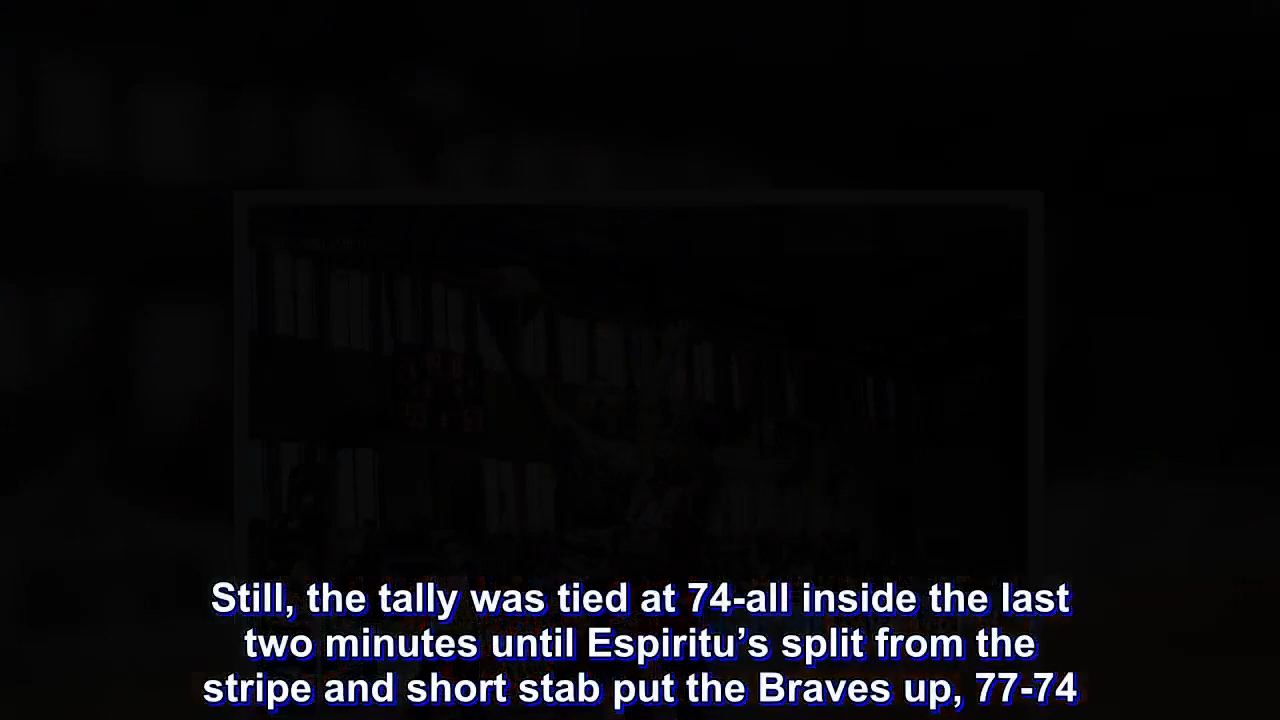 Still, the tally was tied at 74-all inside the last
two minutes until Espiritu’s split from the
stripe and short stab put the Braves up, 77-74